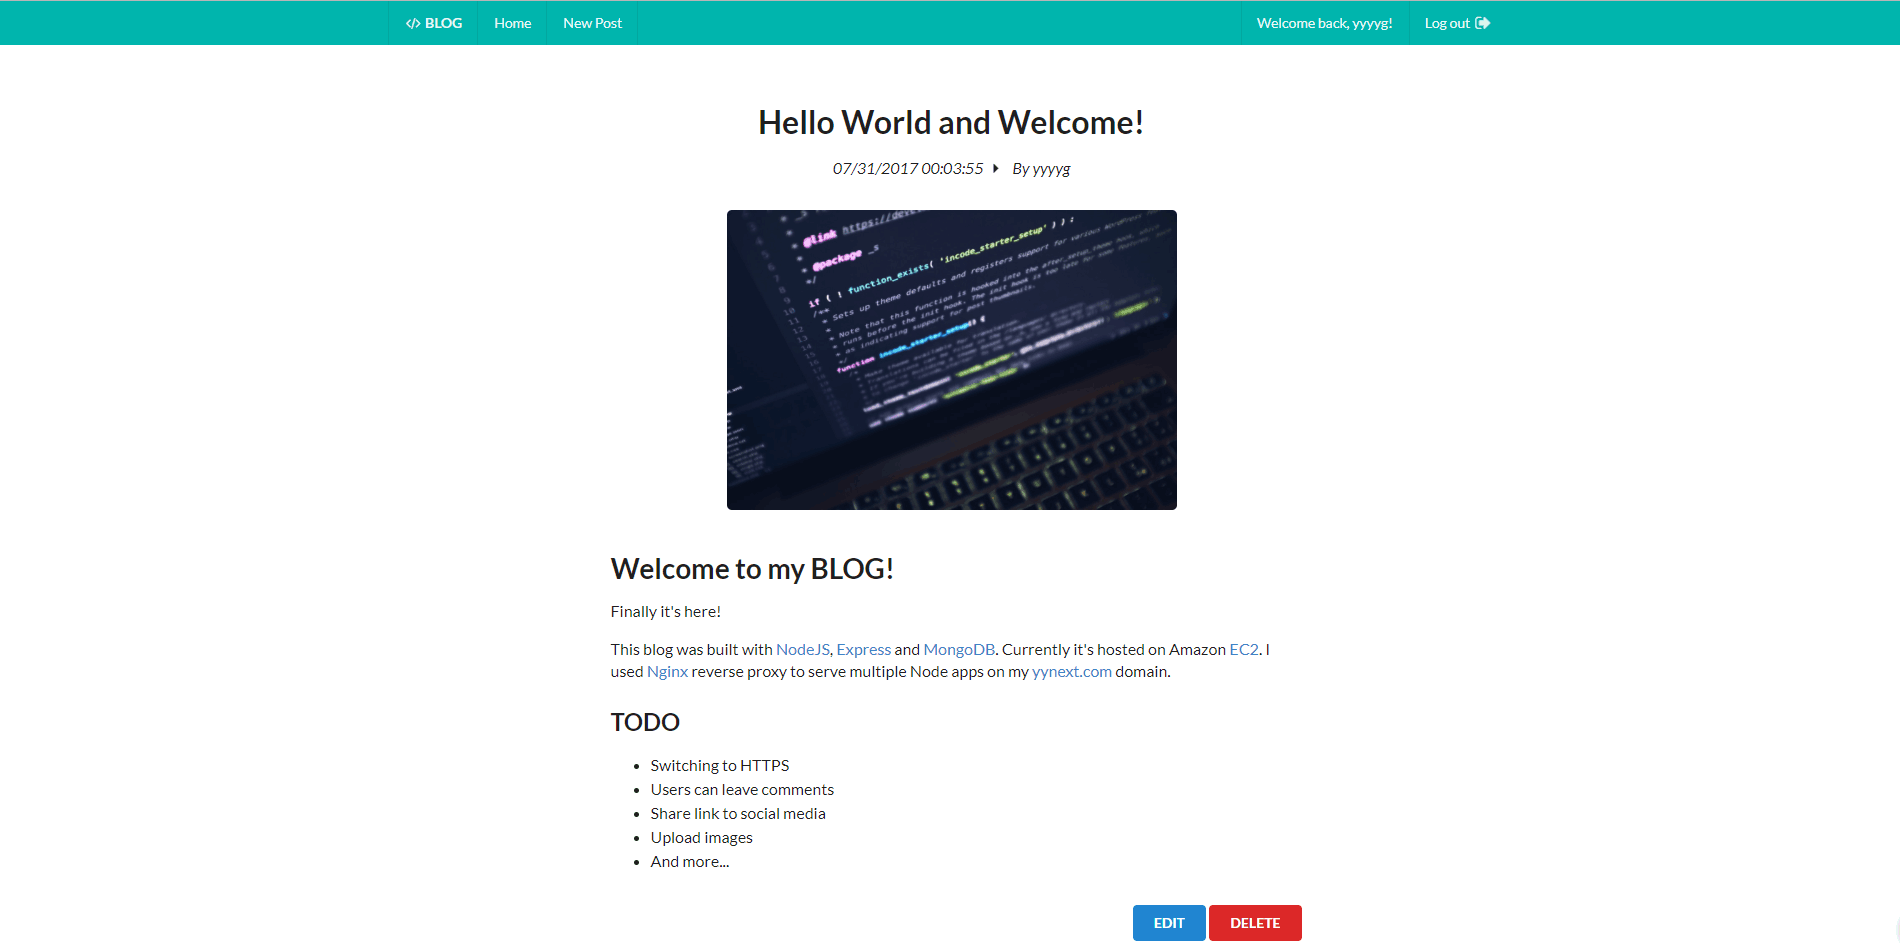 </> BLOG
Home
New Post
Welcome back, yyyyg!
Log out
Hello World and Welcome!
07/31/2017 00:03:55
By yyyyg
@link https://deve
@package _s
*/
if ( ! function_exists( 'incode_starter_setup' ) ) :
/**
* Sets up theme defaults and registers support for various WordPress
*
* Note that this function is hooked into the after_setup_theme hook, which
* runs before the init hook. The init hook is too late for some features, such
* as indicating support for post thumbnails.
*/
function incode_starter_setup() {
Welcome to my BLOG!
Finally it's here!
This blog was built with NodeJS, Express and MongoDB. Currently it's hosted on Amazon EC2. I
used Nginx reverse proxy to serve multiple Node apps on my yynext.com domain.
TODO
• Switching to HTTPS
• Users can leave comments
• Share link to social media
• Upload images
• And more...
EDIT
DELETE